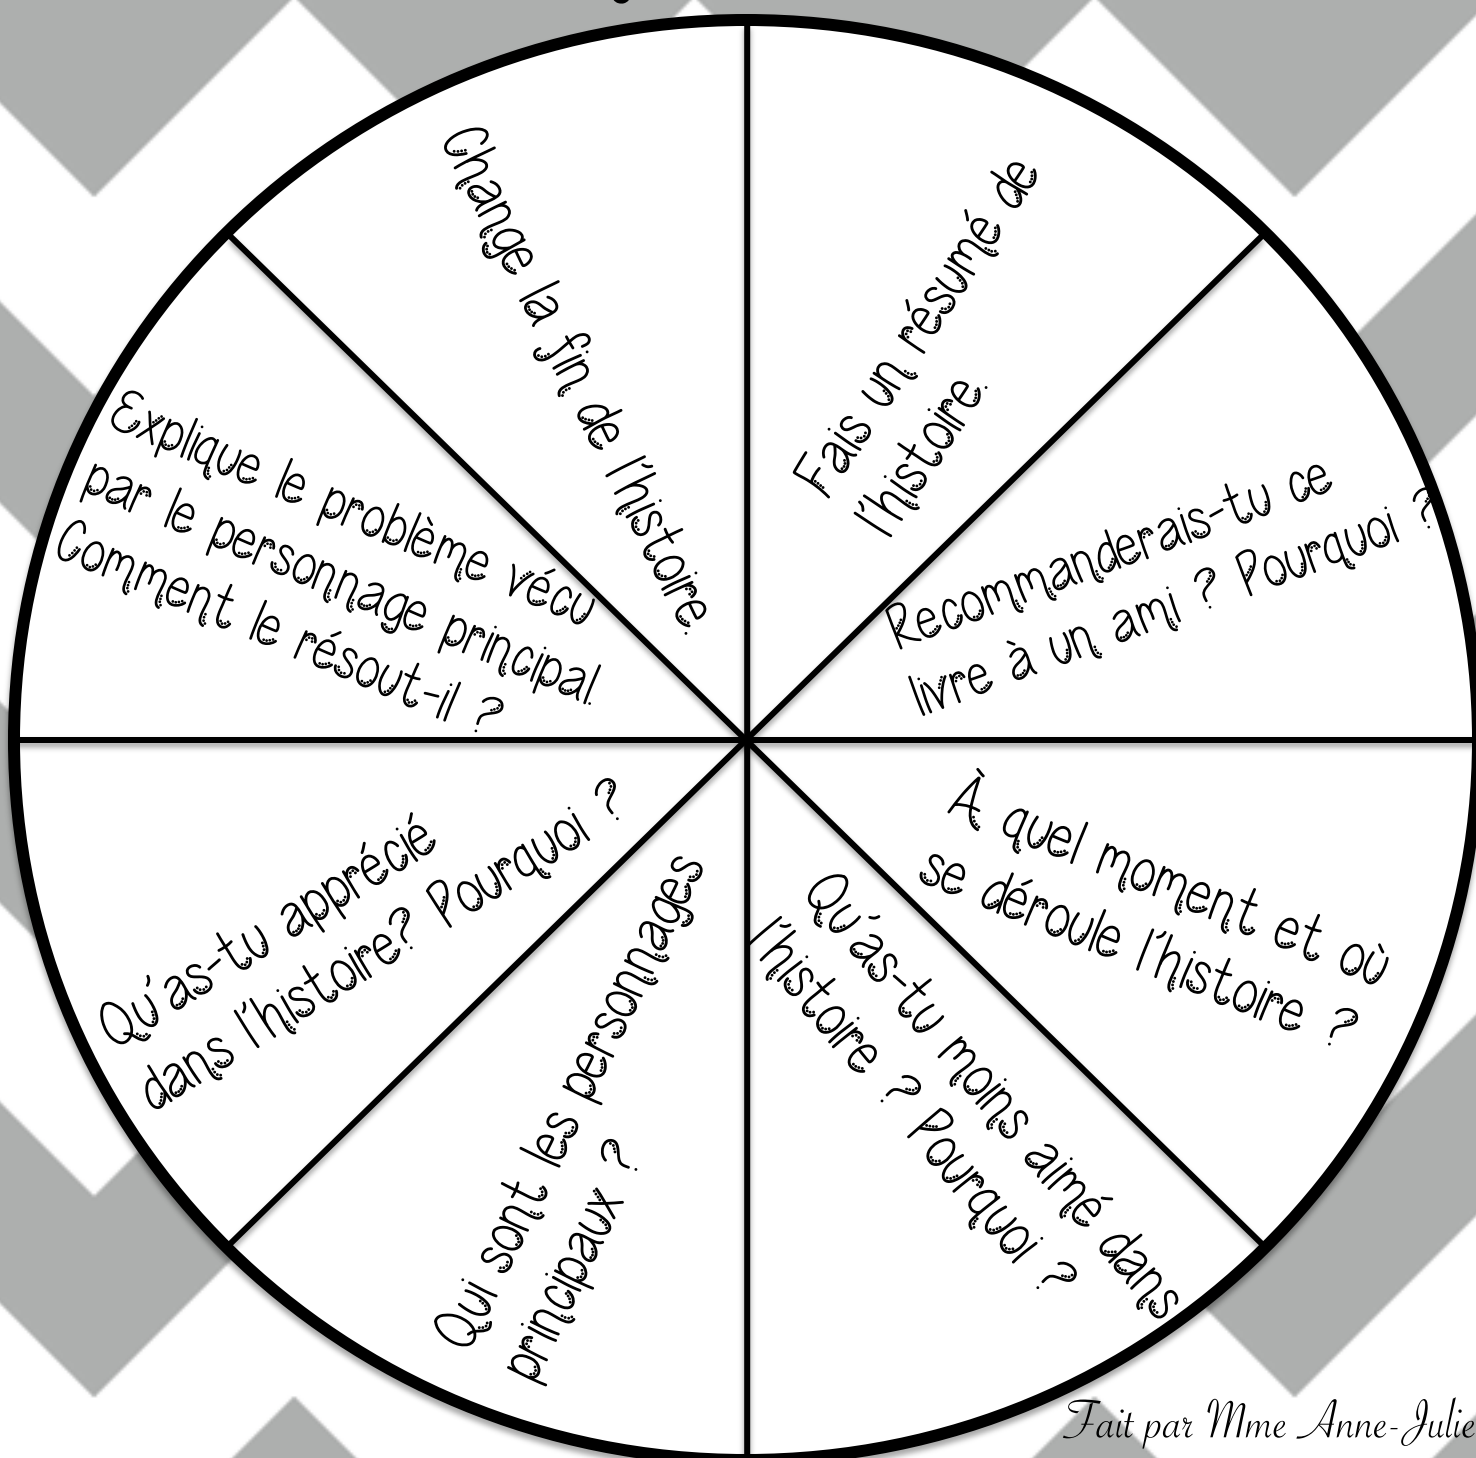 Fais un résumé de
l'histoire.
Recommanderais-tu ce
livre à un ami ? Pourquoi ?
À quel moment et où
se déroule l'histoire ?
Qu'as-tu moins aimé dans
l'histoire ? Pourquoi ?
Qui sont les personnages
principaux ?
Qu'as-tu apprécié
dans l'histoire? Pourquoi ?
Explique le problème vécu
par le personnage principal.
Comment le résout-il ?
Change la fin de l'histoire.
Fait par Mme Anne-Julie